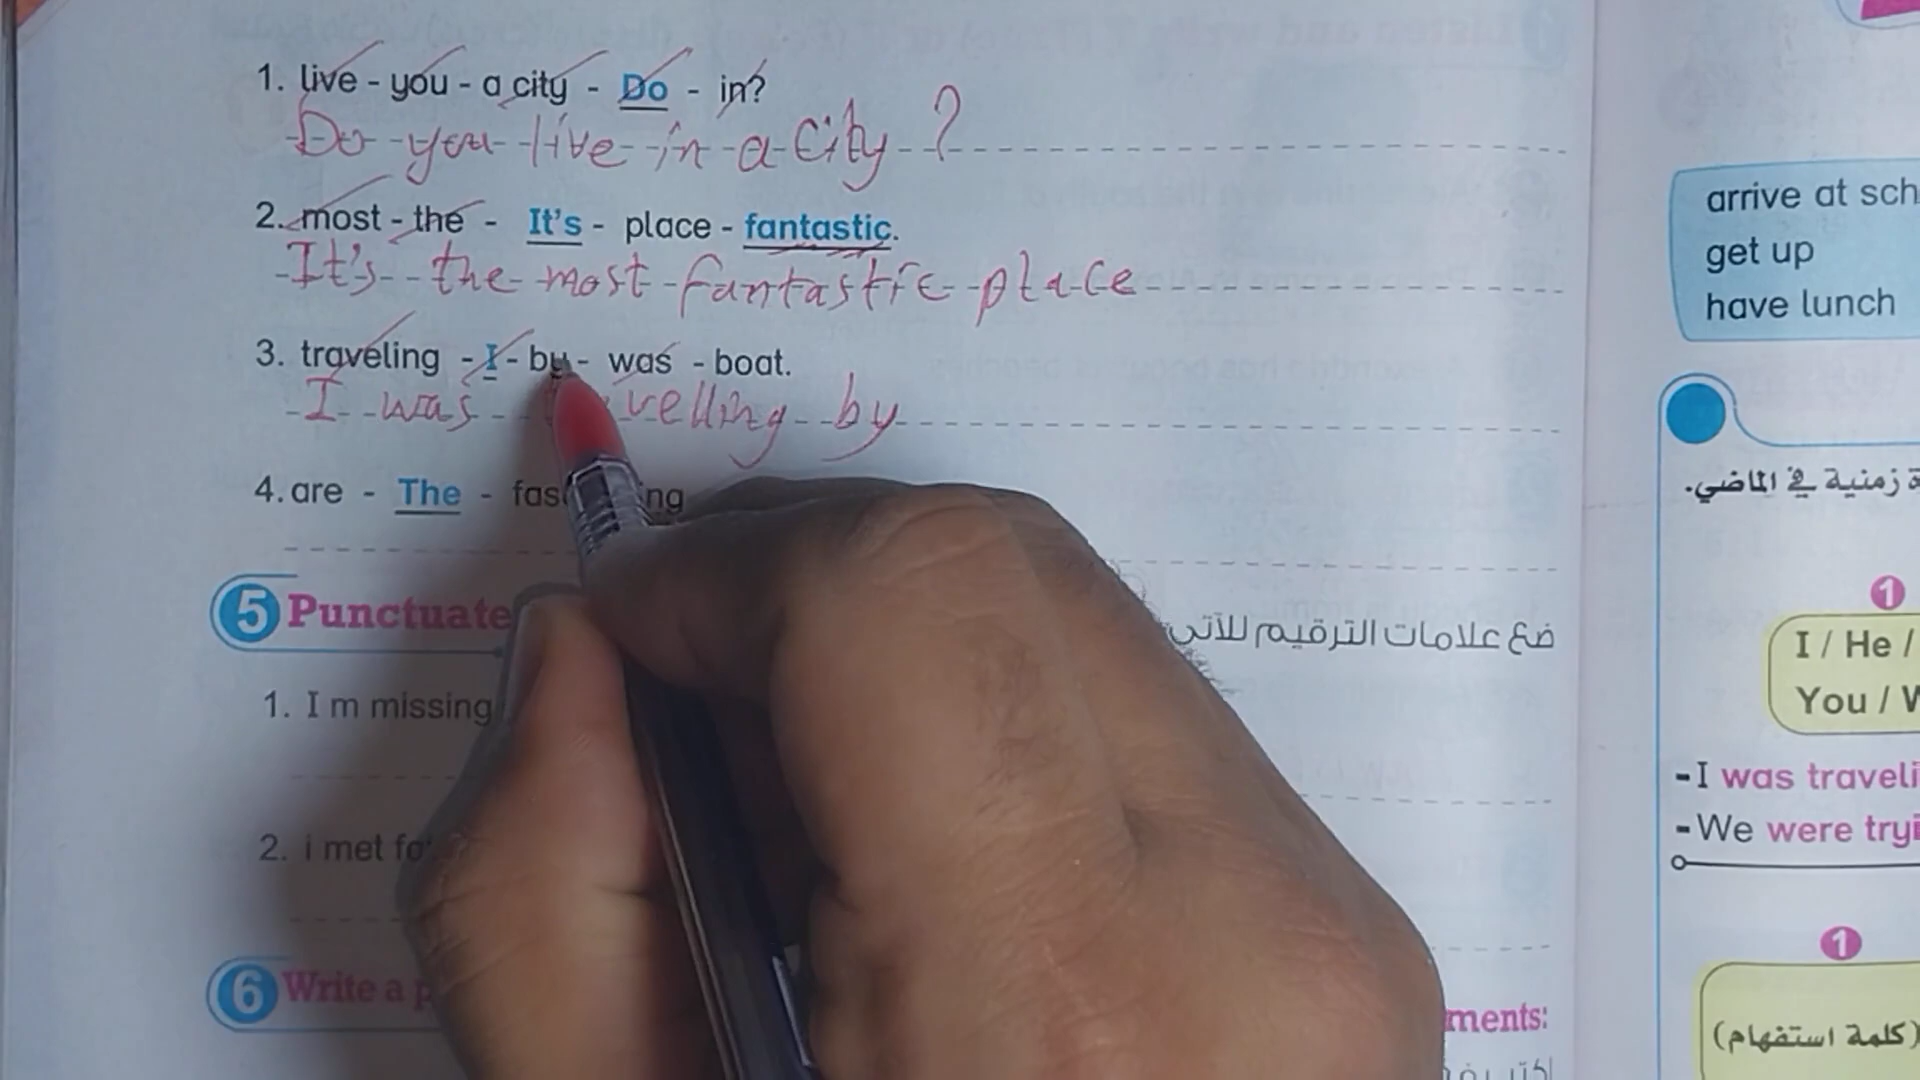 1. live - you - a city - Do - in?
Do you live in a city ?
2. most - the - It's - place - fantastic.
It's the most fantastic place
3. traveling - I - by - was - boat.
I was velling by
4. are - The - fas ng
5 Punctuate
ضع علامات الترقيم للآتي
1. I m missing
2. i met
6 Write a p
ments:
arrive at sch
get up
have lunch
زمنية في الماضي.
1
I / He /
You / W
-I was traveli
-We were tryi
1
(كلمة استفهام)